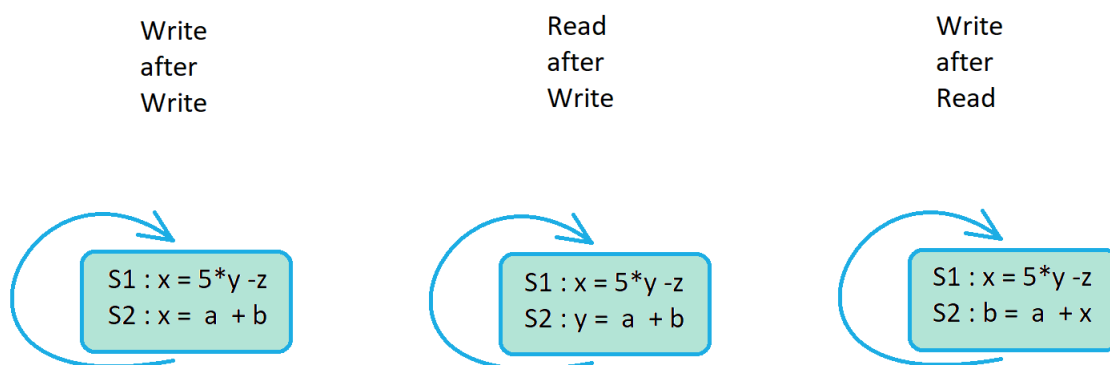 Write
after
Write
Read
after
Write
Write
after
Read
S1 : x = 5*y -z
S2 : x = a + b
S1 : x = 5*y -z
S2 : y = a + b
S1 : x = 5*y -z
S2 : b = a + x